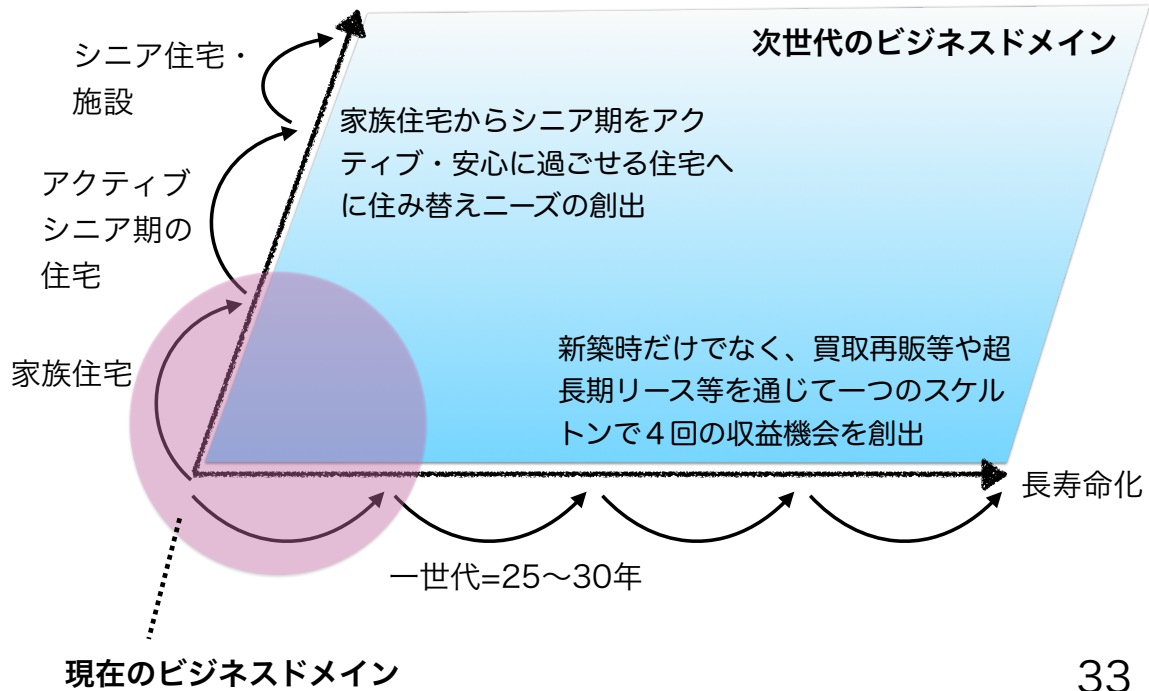 次世代のビジネスドメイン
シニア住宅・
施設
家族住宅からシニア期をアク
ティブ・安心に過ごせる住宅へ
に住み替えニーズの創出
アクティブ
シニア期の
住宅
家族住宅
新築時だけでなく、買取再販等や超
長期リース等を通じて一つのスケル
トンで４回の収益機会を創出
長寿命化
一世代=25〜30年
現在のビジネスドメイン
33